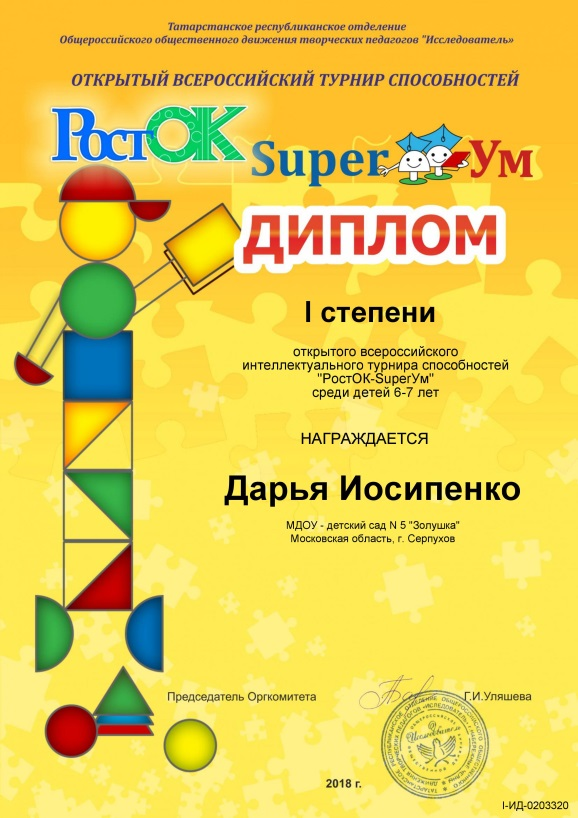 Татарстанское республиканское отделение
Общероссийского общественного движения творческих педагогов "Исследователь»
ОТКРЫТЫЙ ВСЕРОССИЙСКИЙ ТУРНИР СПОСОБНОСТЕЙ
РостОК
Super Ум
ДИПЛОМ
I степени
открытого всероссийского
интеллектуального турнира способностей
"РостОК-SuperУм"
среди детей 6-7 лет
НАГРАЖДАЕТСЯ
Дарья Иосипенко
МДОУ - детский сад N 5 "Золушка"
Московская область, г. Серпухов
Председатель Оргкомитета Г.И.Уляшева
Исследователь
2018 г.
I-ИД-0203320